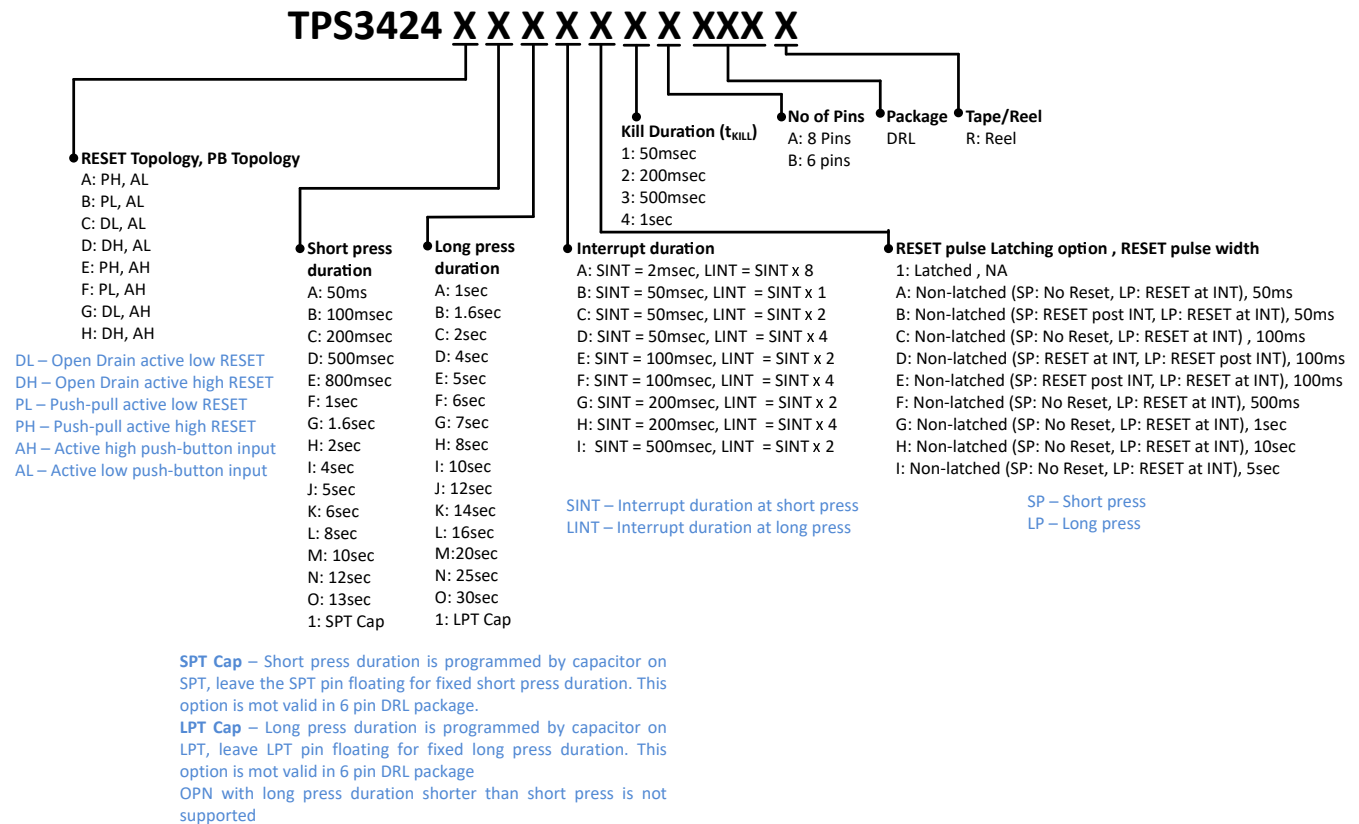 TPS3424 X X X X X X X XXX X
Kill Duration (tKILL)
1: 50msec
2: 200msec
3: 500msec
4: 1sec
No of Pins
A: 8 Pins
B: 6 pins
Package
DRL
Tape/Reel
R: Reel
RESET Topology, PB Topology
A: PH, AL
B: PL, AL
C: DL, AL
D: DH, AL
E: PH, AH
F: PL, AH
G: DL, AH
H: DH, AH
DL – Open Drain active low RESET
DH – Open Drain active high RESET
PL – Push-pull active low RESET
PH – Push-pull active high RESET
AH – Active high push-button input
AL – Active low push-button input
Short press
duration
A: 50ms
B: 100msec
C: 200msec
D: 500msec
E: 800msec
F: 1sec
G: 1.6sec
H: 2sec
I: 4sec
J: 5sec
K: 6sec
L: 8sec
M: 10sec
N: 12sec
O: 13sec
1: SPT Cap
Long press
duration
A: 1sec
B: 1.6sec
C: 2sec
D: 4sec
E: 5sec
F: 6sec
G: 7sec
H: 8sec
I: 10sec
J: 12sec
K: 14sec
L: 16sec
M:20sec
N: 25sec
O: 30sec
1: LPT Cap
Interrupt duration
A: SINT = 2msec, LINT = SINT x 8
B: SINT = 50msec, LINT = SINT x 1
C: SINT = 50msec, LINT = SINT x 2
D: SINT = 50msec, LINT = SINT x 4
E: SINT = 100msec, LINT = SINT x 2
F: SINT = 100msec, LINT = SINT x 4
G: SINT = 200msec, LINT = SINT x 2
H: SINT = 200msec, LINT = SINT x 4
I: SINT = 500msec, LINT = SINT x 2
SINT – Interrupt duration at short press
LINT – Interrupt duration at long press
RESET pulse Latching option , RESET pulse width
1: Latched , NA
A: Non-latched (SP: No Reset, LP: RESET at INT), 50ms
B: Non-latched (SP: RESET post INT, LP: RESET at INT), 50ms
C: Non-latched (SP: No Reset, LP: RESET at INT) , 100ms
D: Non-latched (SP: RESET at INT, LP: RESET post INT), 100ms
E: Non-latched (SP: RESET post INT, LP: RESET at INT), 100ms
F: Non-latched (SP: No Reset, LP: RESET at INT), 500ms
G: Non-latched (SP: No Reset, LP: RESET at INT), 1sec
H: Non-latched (SP: No Reset, LP: RESET at INT), 10sec
I: Non-latched (SP: No Reset, LP: RESET at INT), 5sec
SP – Short press
LP – Long press
SPT Cap – Short press duration is programmed by capacitor on
SPT, leave the SPT pin floating for fixed short press duration. This
option is mot valid in 6 pin DRL package.
LPT Cap – Long press duration is programmed by capacitor on
LPT, leave LPT pin floating for fixed long press duration. This
option is mot valid in 6 pin DRL package
OPN with long press duration shorter than short press is not
supported